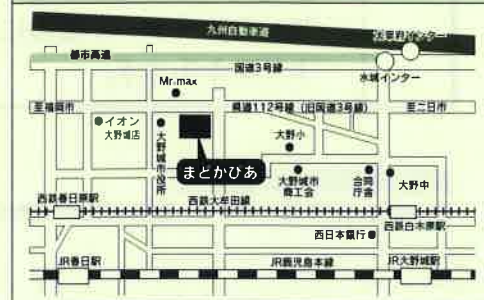 九州自動車道
太宰府インター
都市高速
国道3号線
水城インター
Mr.max
至福岡市
県道112号線（旧国道3号線）
至二日市
イオン
大野城店
大野城市役所
大野小
まどかぴあ
大野城市
商工会
合同
庁舎
大野中
西鉄春日原駅
西鉄大牟田線
西鉄白木原駅
西日本銀行
JR春日駅
JR鹿児島本線
JR大野城駅